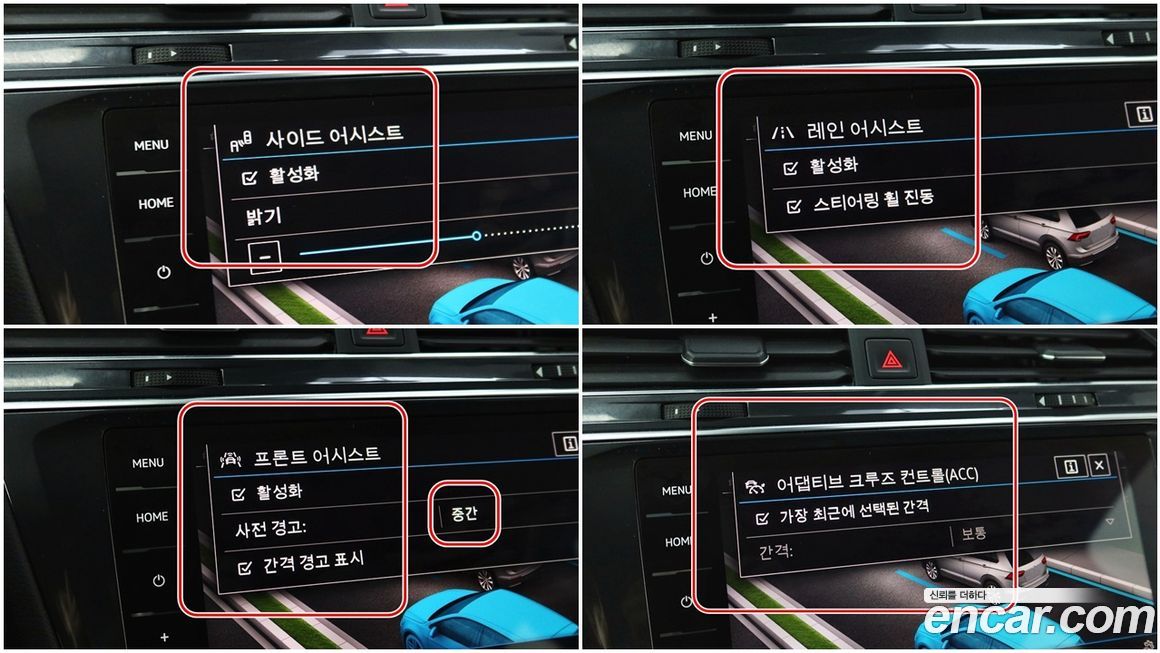 MENU
HOME
사이드 어시스트
활성화
밝기
MENU
HOME
+
레인 어시스트
활성화
스티어링 휠 진동
i
MENU
HOME
+
프론트 어시스트
활성화
사전 경고:
중간
간격 경고 표시
i
MENU
HOME
어댑티브 크루즈 컨트롤(ACC)
i X
가장 최근에 선택된 간격
간격:
보통
신뢰를 더하다
encar.com